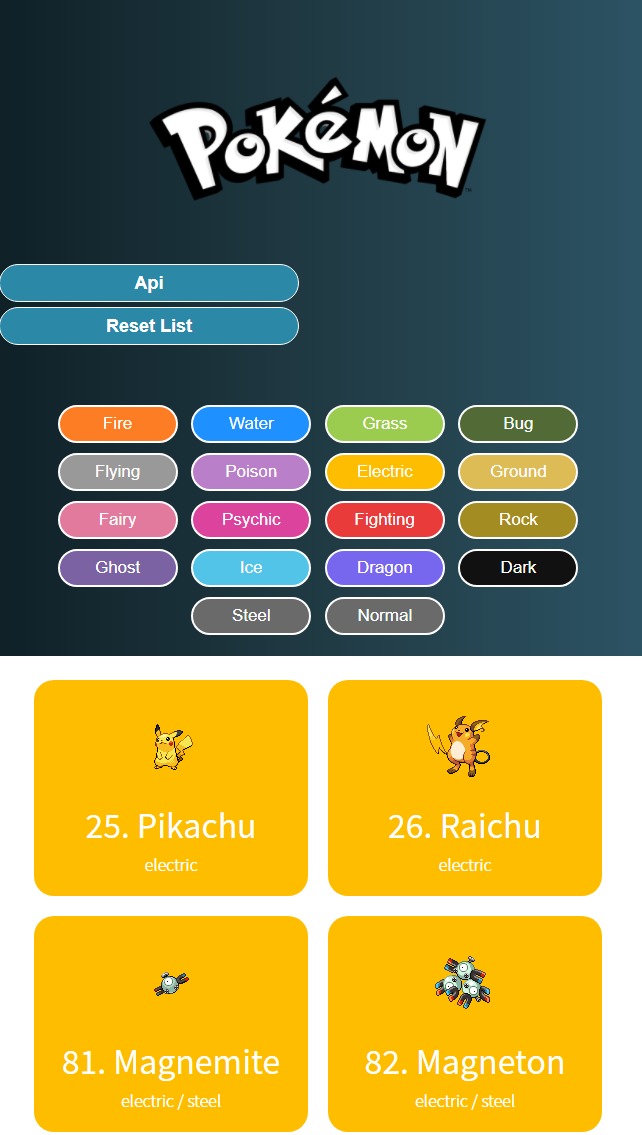 POKéMON
Api
Reset List
Fire Water Grass Bug
Flying Poison Electric Ground
Fairy Psychic Fighting Rock
Ghost Ice Dragon Dark
Steel Normal
25. Pikachu
electric
26. Raichu
electric
81. Magnemite
electric / steel
82. Magneton
electric / steel